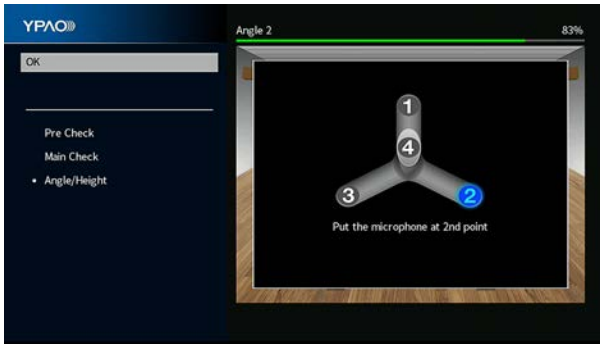 YPAO
Angle 2
83%
OK
Pre Check
Main Check
• Angle/Height
1
4
3
2
Put the microphone at 2nd point